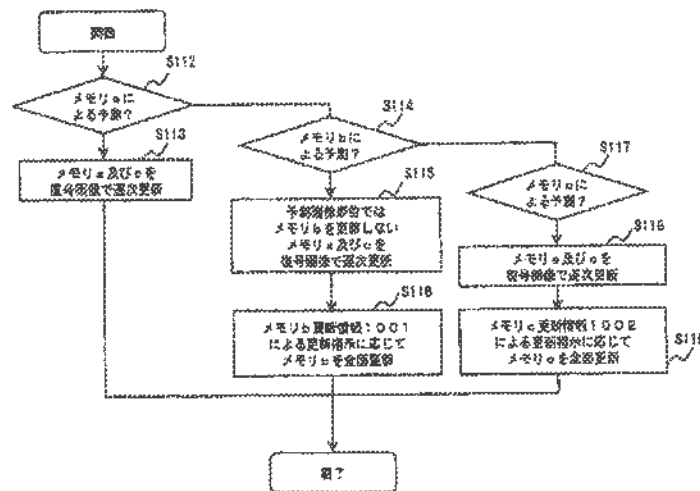 開始
S112
メモリaに
よる予測?
S113
メモリa及びcを
復号画像で逐次更新
S114
メモリbに
よる予測?
S115
予測画像部位では
メモリbを更新しない
メモリa及びcを
復号画像で逐次更新
S116
メモリb更新情報1001
による更新指示に応じて
メモリbを全面更新
S117
メモリcに
よる予測?
メモリa及びcを
復号画像で逐次更新
メモリc更新情報1002
による更新指示に応じて
メモリcを全面更新
終了